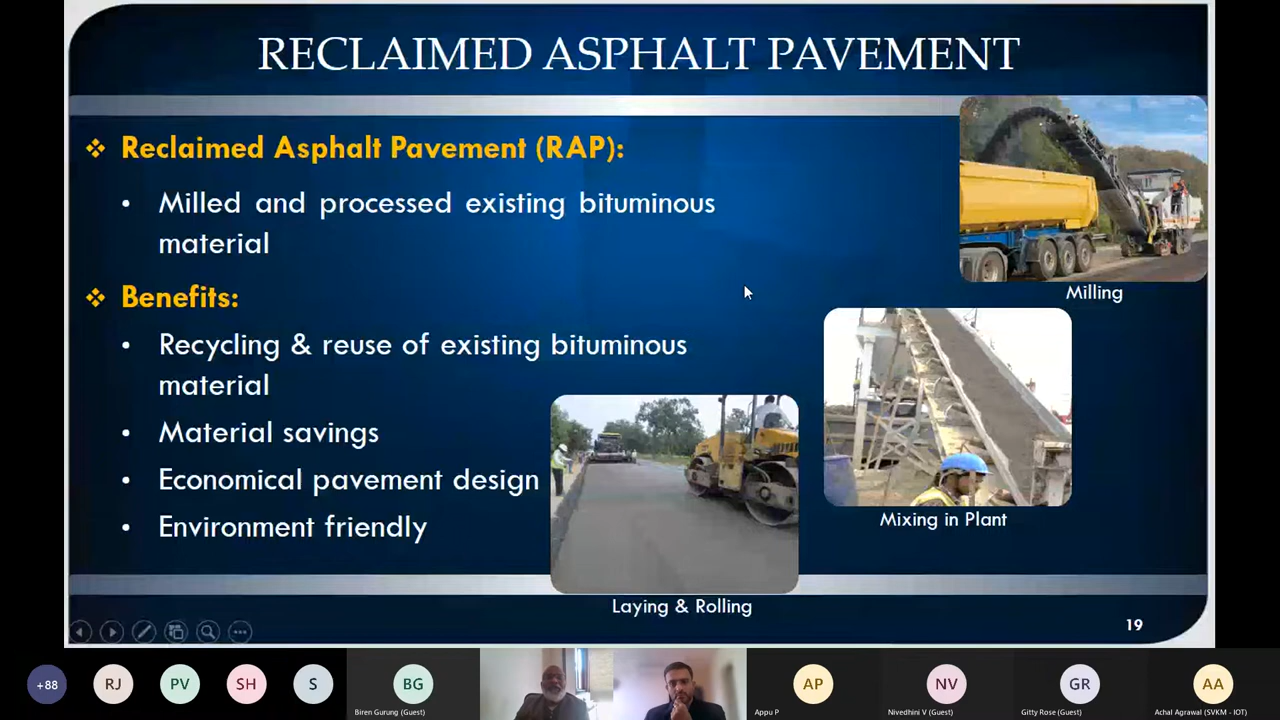 RECLAIMED ASPHALT PAVEMENT
Reclaimed Asphalt Pavement (RAP):
Milled and processed existing bituminous
material
Benefits:
Recycling & reuse of existing bituminous
material
Material savings
Economical pavement design
Environment friendly
Milling
Mixing in Plant
Laying & Rolling
19
+88
RJ
PV
SH
S
BG
Biren Gurung (Guest)
AP
Appu P
NV
Nivedhini V (Guest)
GR
Gitty Rose (Guest)
AA
Achal Agrawal (SVKM - IOT)